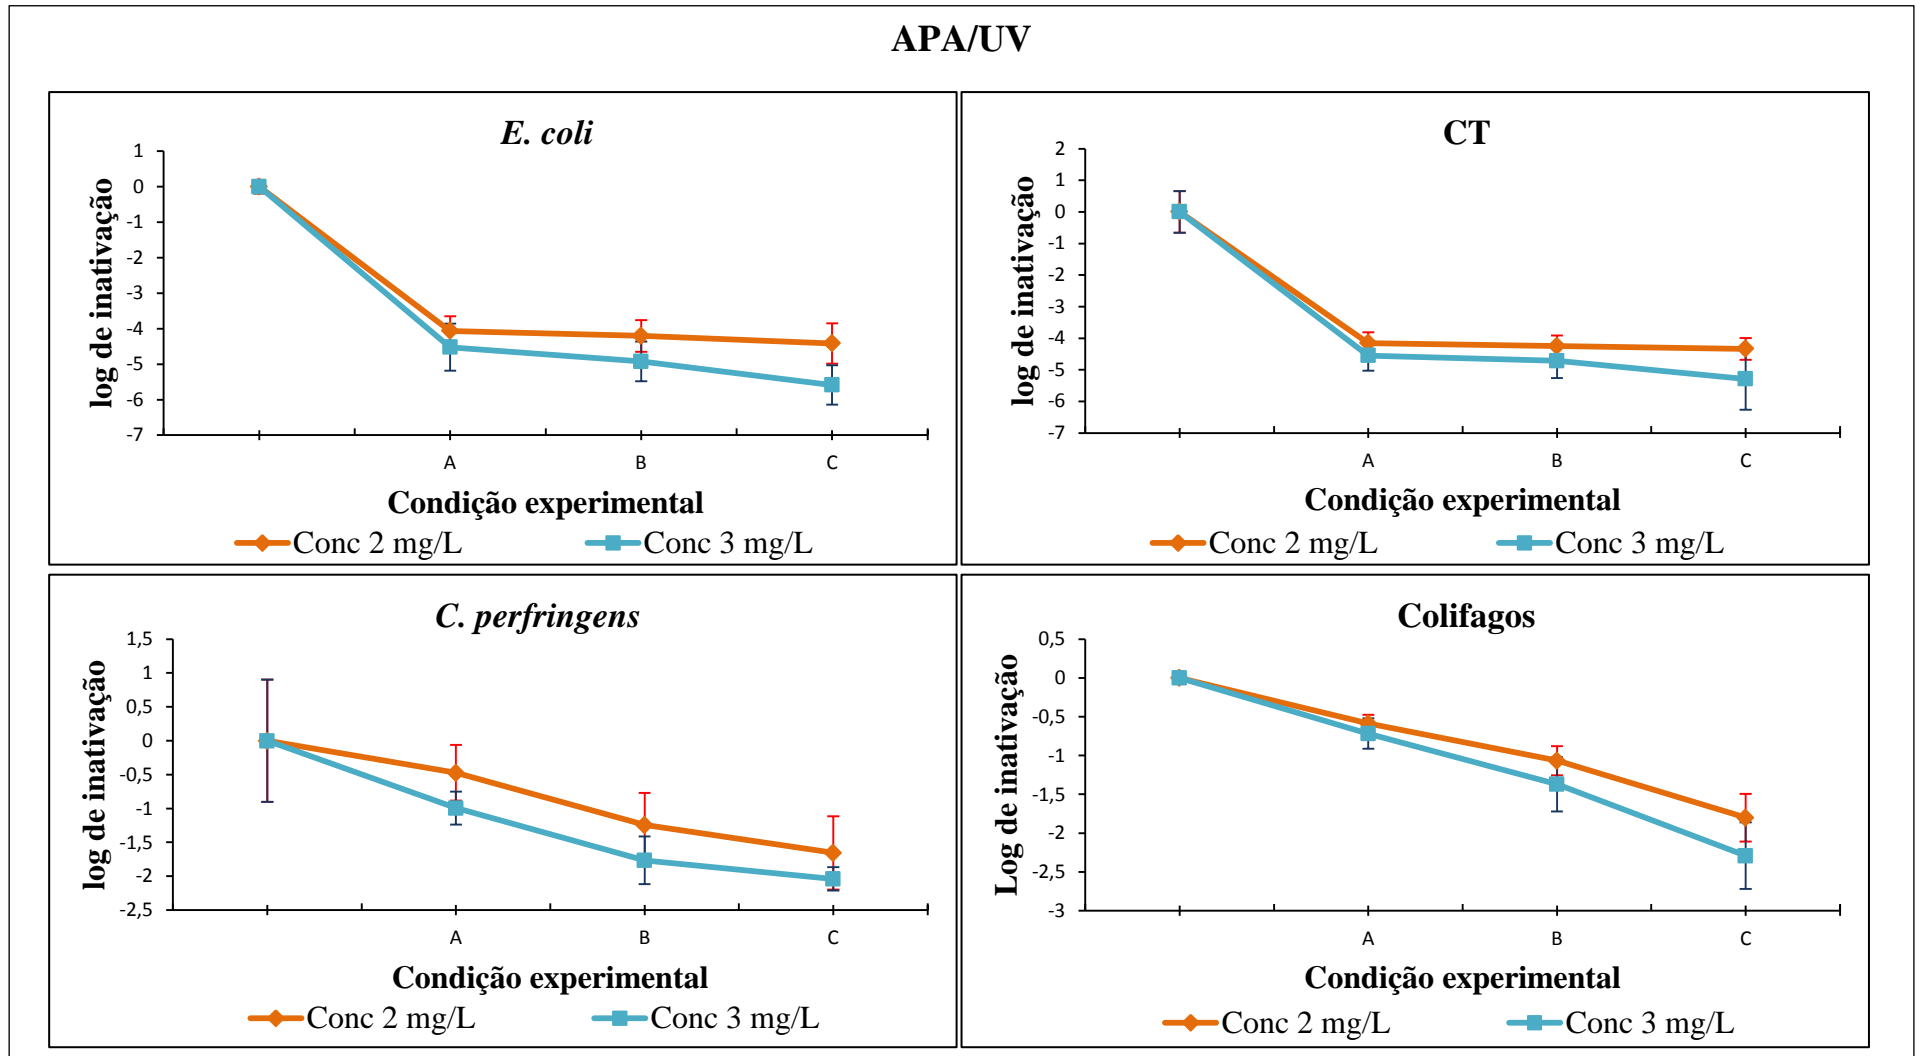 APA/UV
E. coli
log de inativação
1
0
-1
-2
-3
-4
-5
-6
-7
A B C
Condição experimental
Conc 2 mg/L Conc 3 mg/L
CT
log de inativação
2
1
0
-1
-2
-3
-4
-5
-6
-7
A B C
Condição experimental
Conc 2 mg/L Conc 3 mg/L
C. perfringens
log de inativação
1,5
1
0,5
0
-0,5
-1
-1,5
-2
-2,5
A B C
Condição experimental
Conc 2 mg/L Conc 3 mg/L
Colifagos
Log de inativação
0,5
0
-0,5
-1
-1,5
-2
-2,5
-3
A B C
Condição experimental
Conc 2 mg/L Conc 3 mg/L